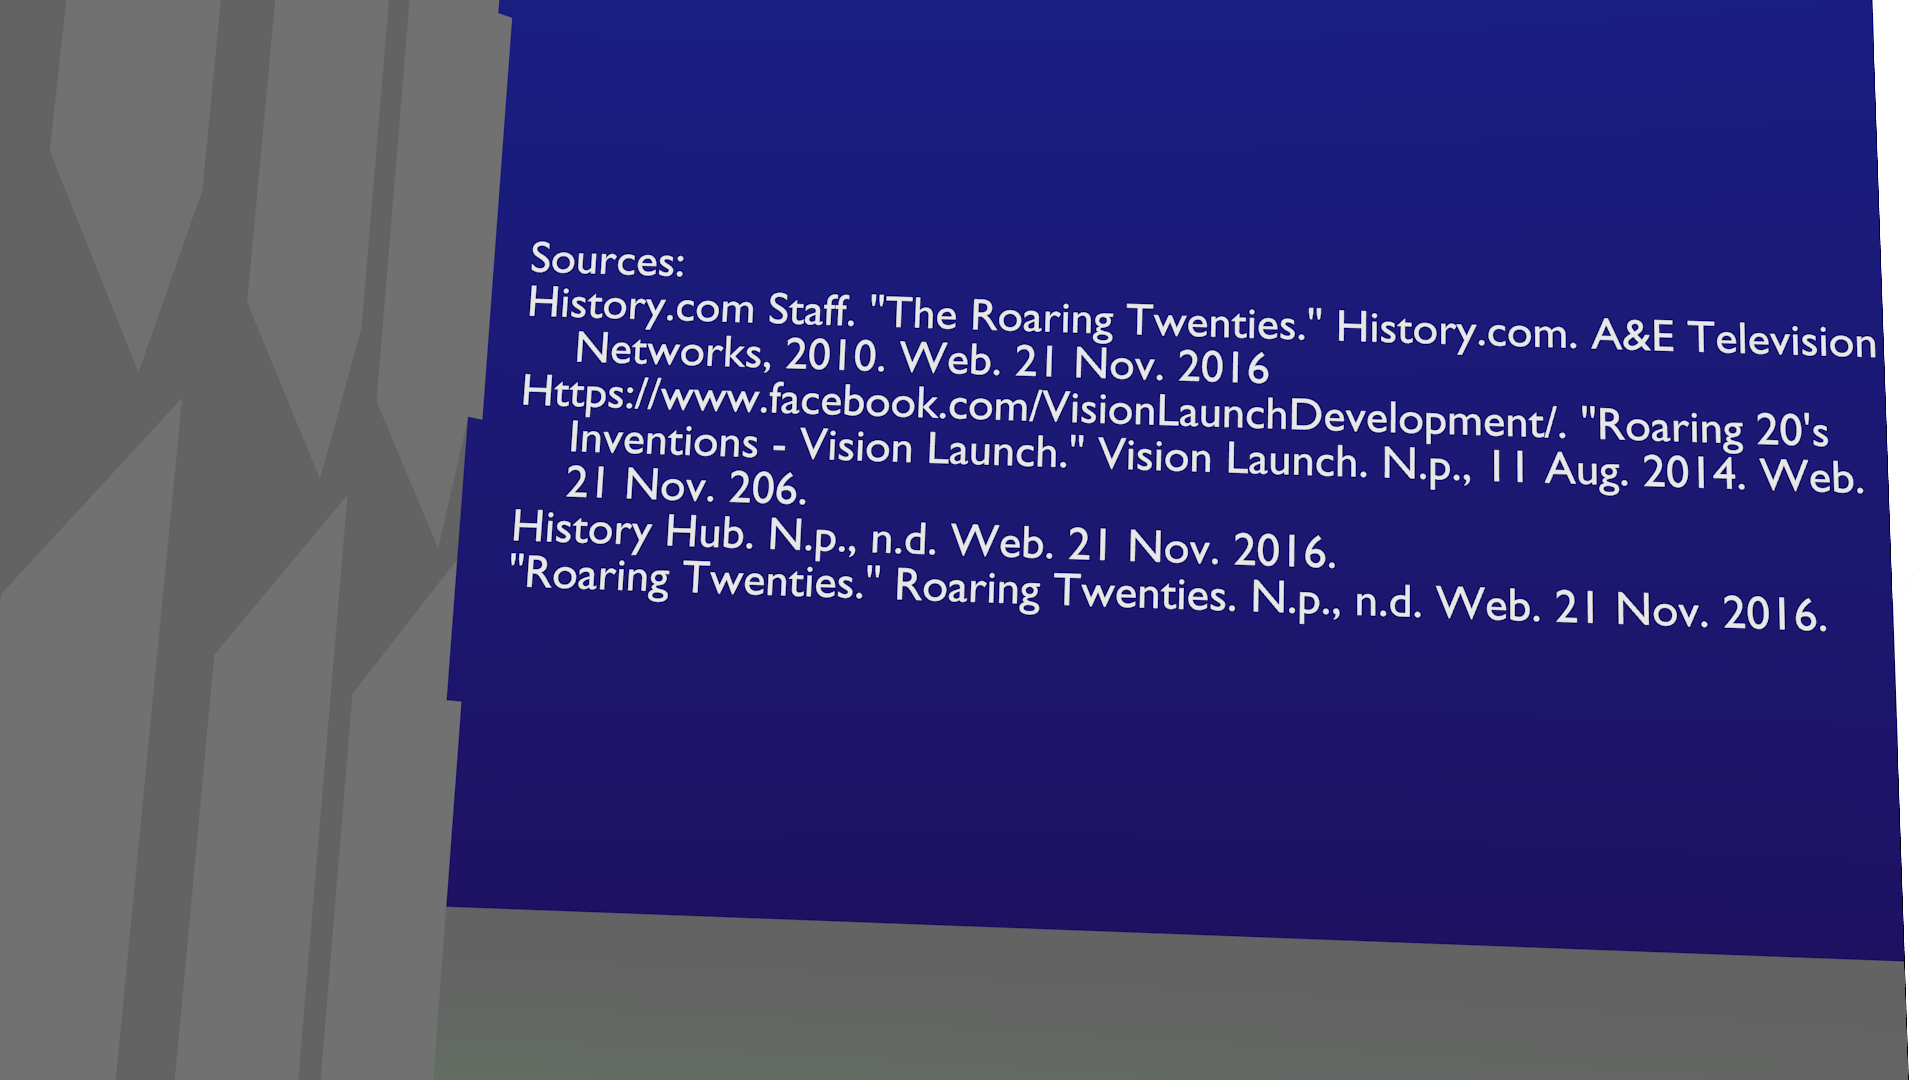 Sources:
History.com Staff. "The Roaring Twenties." History.com. A&E Television
Networks, 2010. Web. 21 Nov. 2016
Https://www.facebook.com/VisionLaunchDevelopment/. "Roaring 20's
Inventions - Vision Launch." Vision Launch. N.p., 11 Aug. 2014. Web.
21 Nov. 206.
History Hub. N.p., n.d. Web. 21 Nov. 2016.
"Roaring Twenties." Roaring Twenties. N.p., n.d. Web. 21 Nov. 2016.